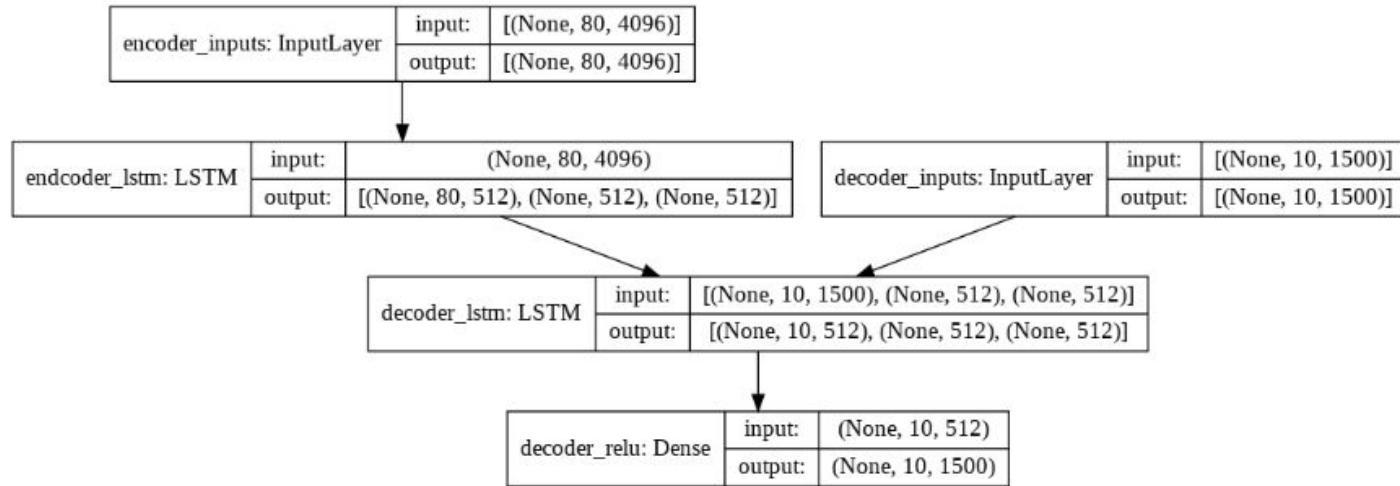 encoder_inputs: InputLayer
input: [(None, 80, 4096)]
output: [(None, 80, 4096)]
endcoder_lstm: LSTM
input: (None, 80, 4096)
output: [(None, 80, 512), (None, 512), (None, 512)]
decoder_inputs: InputLayer
input: [(None, 10, 1500)]
output: [(None, 10, 1500)]
decoder_lstm: LSTM
input: [(None, 10, 1500), (None, 512), (None, 512)]
output: [(None, 10, 512), (None, 512), (None, 512)]
decoder_relu: Dense
input: (None, 10, 512)
output: (None, 10, 1500)